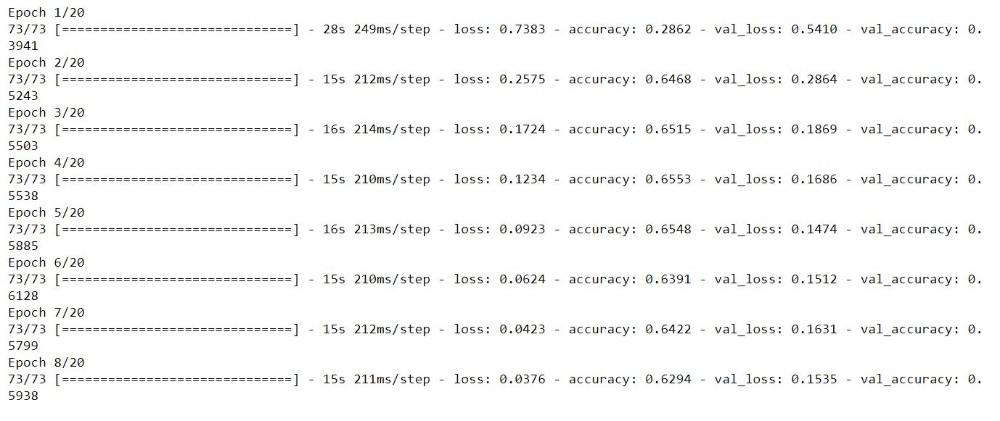 Epoch 1/20
73/73 [==============================] - 28s 249ms/step - loss: 0.7383 - accuracy: 0.2862 - val_loss: 0.5410 - val_accuracy: 0.
3941
Epoch 2/20
73/73 [==============================] - 15s 212ms/step - loss: 0.2575 - accuracy: 0.6468 - val_loss: 0.2864 - val_accuracy: 0.
5243
Epoch 3/20
73/73 [==============================] - 16s 214ms/step - loss: 0.1724 - accuracy: 0.6515 - val_loss: 0.1869 - val_accuracy: 0.
5503
Epoch 4/20
73/73 [==============================] - 15s 210ms/step - loss: 0.1234 - accuracy: 0.6553 - val_loss: 0.1686 - val_accuracy: 0.
5538
Epoch 5/20
73/73 [==============================] - 16s 213ms/step - loss: 0.0923 - accuracy: 0.6548 - val_loss: 0.1474 - val_accuracy: 0.
5885
Epoch 6/20
73/73 [==============================] - 15s 210ms/step - loss: 0.0624 - accuracy: 0.6391 - val_loss: 0.1512 - val_accuracy: 0.
6128
Epoch 7/20
73/73 [==============================] - 15s 212ms/step - loss: 0.0423 - accuracy: 0.6422 - val_loss: 0.1631 - val_accuracy: 0.
5799
Epoch 8/20
73/73 [==============================] - 15s 211ms/step - loss: 0.0376 - accuracy: 0.6294 - val_loss: 0.1535 - val_accuracy: 0.
5938